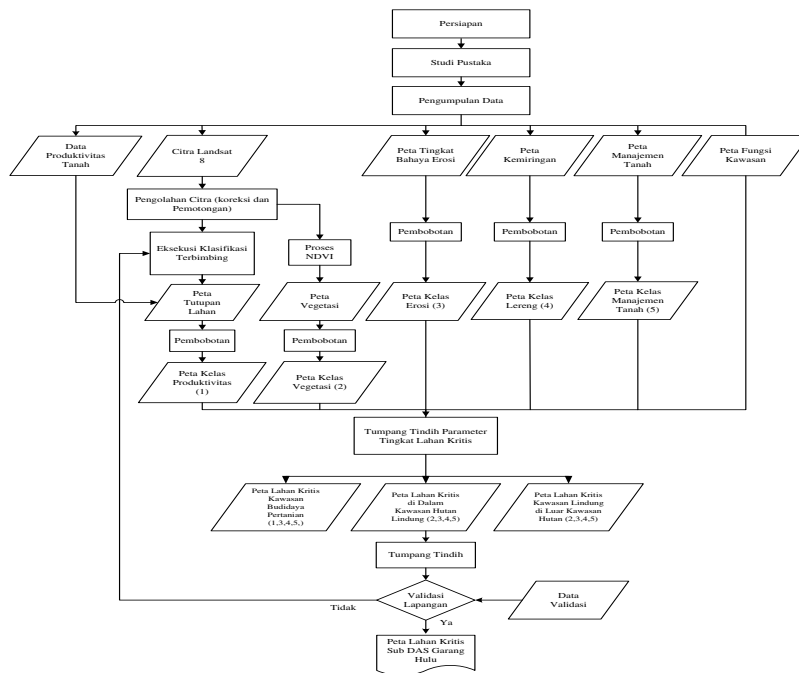 Persiapan
Studi Pustaka
Pengumpulan Data
Data
Produktivitas
Tanah
Citra Landsat
8
Peta Tingkat
Bahaya Erosi
Peta
Kemiringan
Peta
Manajemen
Tanah
Peta Fungsi
Kawasan
Pengolahan Citra (koreksi dan
Pemotongan)
Eksekusi Klasifikasi
Terbimbing
Proses
NDVI
Pembobotan
Pembobotan
Pembobotan
Peta
Tutupan
Lahan
Peta
Vegetasi
Peta Kelas
Erosi (3)
Peta Kelas
Lereng (4)
Peta Kelas
Manajemen
Tanah (5)
Pembobotan
Pembobotan
Peta Kelas
Produktivitas
(1)
Peta Kelas
Vegetasi (2)
Tumpang Tindih Parameter
Tingkat Lahan Kritis
Peta Lahan Kritis
Kawasan
Budidaya
Pertanian
(1,3,4,5,)
Peta Lahan Kritis
di Dalam
Kawasan Hutan
Lindung (2,3,4,5)
Peta Lahan Kritis
Kawasan Lindung
di Luar Kawasan
Hutan (2,3,4,5)
Tumpang Tindih
Validasi
Lapangan
Data
Validasi
Tidak
Ya
Peta Lahan Kritis
Sub DAS Garang
Hulu